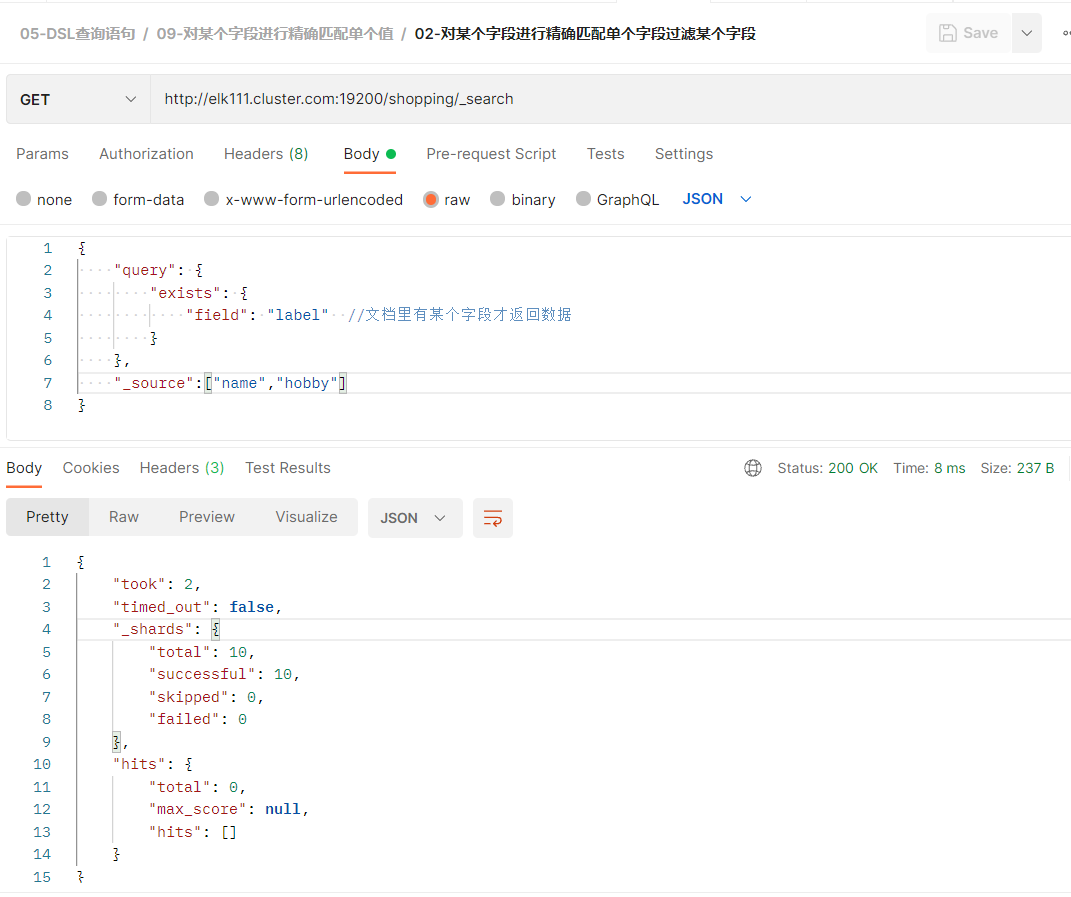 05-DSL查询语句 / 09-对某个字段进行精确匹配单个值 / 02-对某个字段进行精确匹配单个字段过滤某个字段 Save
GET http://elk111.cluster.com:19200/shopping/_search
Params Authorization Headers (8) Body Pre-request Script Tests Settings
none form-data x-www-form-urlencoded raw binary GraphQL JSON
1 {
2 "query": {
3 "exists": {
4 "field": "label" //文档里有某个字段才返回数据
5 }
6 },
7 "_source":["name","hobby"]
8 }
Body Cookies Headers (3) Test Results Status: 200 OK Time: 8 ms Size: 237 B
Pretty Raw Preview Visualize JSON
1 {
2 "took": 2,
3 "timed_out": false,
4 "_shards": {
5 "total": 10,
6 "successful": 10,
7 "skipped": 0,
8 "failed": 0
9 },
10 "hits": {
11 "total": 0,
12 "max_score": null,
13 "hits": []
14 }
15 }